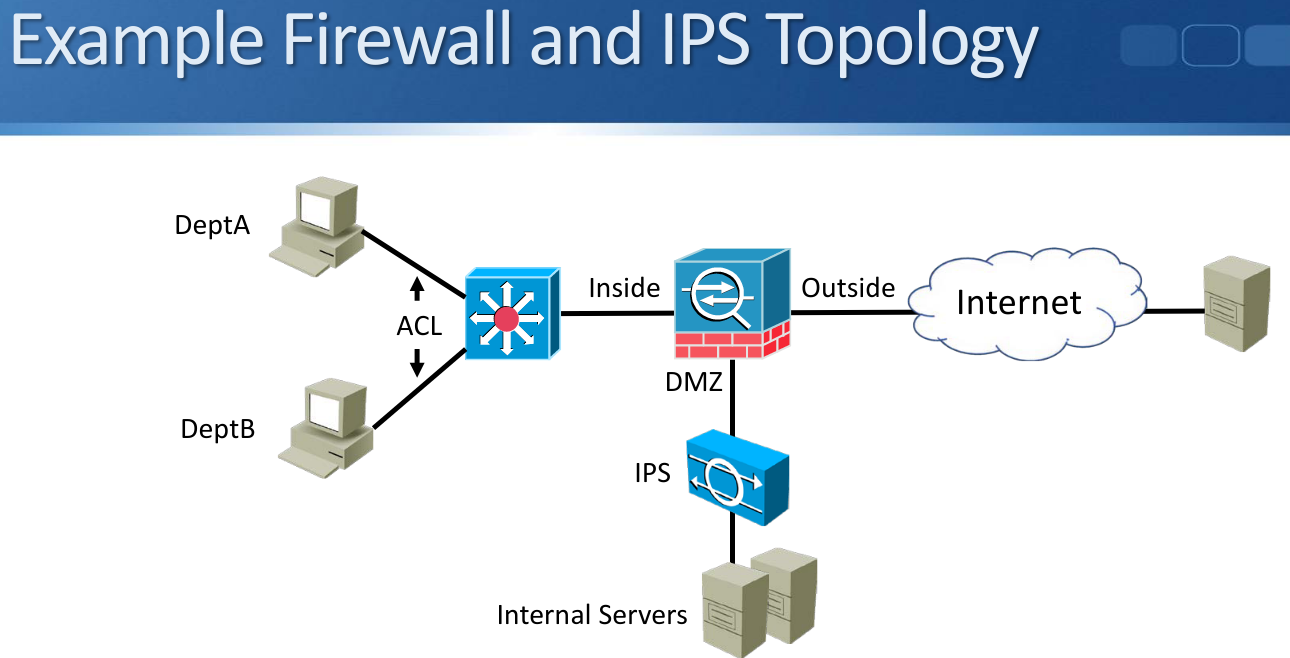 Example Firewall and IPS Topology
DeptA
Inside
Outside
Internet
ACL
DMZ
DeptB
IPS
Internal Servers